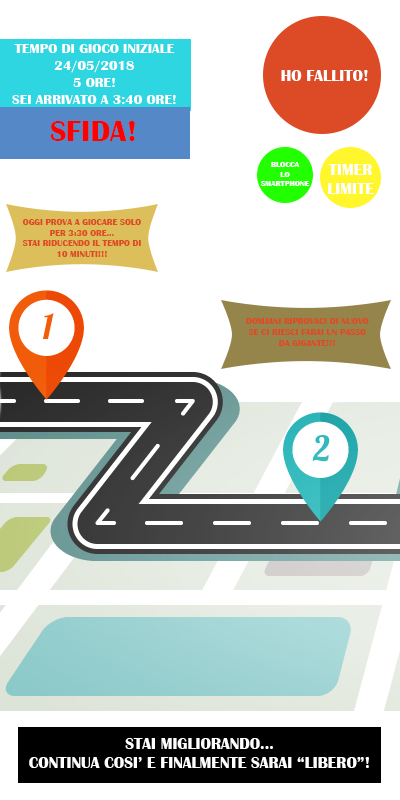 TEMPO DI GIOCO INIZIALE
24/05/2018
5 ORE!
SEI ARRIVATO A 3:40 ORE!
SFIDA!
HO FALLITO!
BLOCCA
LO
SMARTPHONE
TIMER
LIMITE
OGGI PROVA A GIOCARE SOLO
PER 3:30 ORE...
STAI RIDUCENDO IL TEMPO DI
10 MINUTI!!!
DOMANI RIPROVACI DI NUOVO
SE CI RIESCI FARAI UN PASSO
DA GIGANTE!!!
1
2
STAI MIGLIORANDO...
CONTINUA COSI' E FINALMENTE SARAI “LIBERO”!